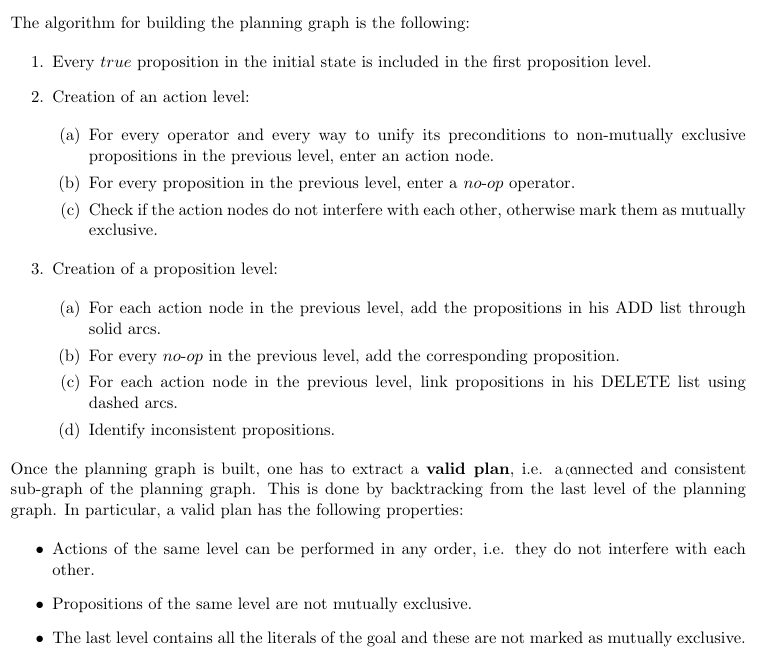 The algorithm for building the planning graph is the following:
1. Every true proposition in the initial state is included in the first proposition level.
2. Creation of an action level:
(a) For every operator and every way to unify its preconditions to non-mutually exclusive
propositions in the previous level, enter an action node.
(b) For every proposition in the previous level, enter a no-op operator.
(c) Check if the action nodes do not interfere with each other, otherwise mark them as mutually
exclusive.
3. Creation of a proposition level:
(a) For each action node in the previous level, add the propositions in his ADD list through
solid arcs.
(b) For every no-op in the previous level, add the corresponding proposition.
(c) For each action node in the previous level, link propositions in his DELETE list using
dashed arcs.
(d) Identify inconsistent propositions.
Once the planning graph is built, one has to extract a valid plan, i.e. a connected and consistent
sub-graph of the planning graph. This is done by backtracking from the last level of the planning
graph. In particular, a valid plan has the following properties:
• Actions of the same level can be performed in any order, i.e. they do not interfere with each
other.
• Propositions of the same level are not mutually exclusive.
• The last level contains all the literals of the goal and these are not marked as mutually exclusive.